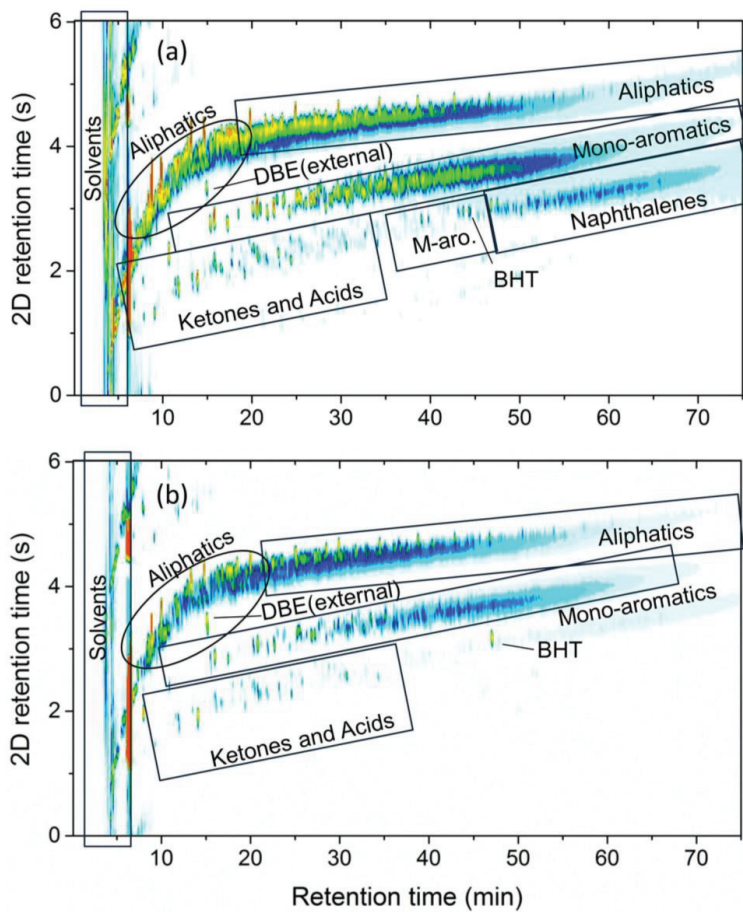 (a)
6
4
2
0
2D retention time (s)
Solvents
Aliphatics
Aliphatics
DBE(external)
Mono-aromatics
M-aro.
Naphthalenes
BHT
Ketones and Acids
10 20 30 40 50 60 70
(b)
6
4
2
0
2D retention time (s)
Solvents
Aliphatics
Aliphatics
DBE(external)
Mono-aromatics
BHT
Ketones and Acids
10 20 30 40 50 60 70
Retention time (min)